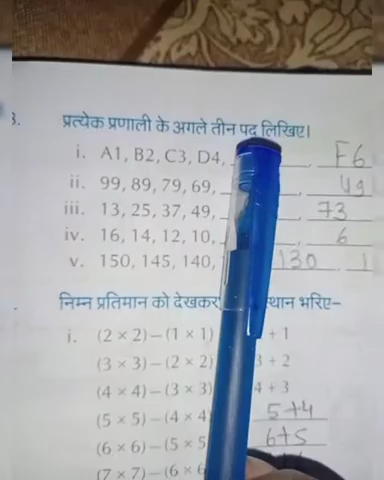 3. प्रत्येक प्रणाली के अगले तीन पद लिखिए।
i. A1, B2, C3, D4, F6
ii. 99, 89, 79, 69, 49
iii. 13, 25, 37, 49, 73
iv. 16, 14, 12, 10, 6
v. 150, 145, 140, 130, 1
निम्न प्रतिमान को देखकर स्थान भरिए–
i. (2 × 2) – (1 × 1) + 1
(3 × 3) – (2 × 2) 3 + 2
(4 × 4) – (3 × 3) 4 + 3
(5 × 5) – (4 × 4) 5+4
(6 × 6) – (5 × 5 6+5
(7 × 7) – (6 × 6